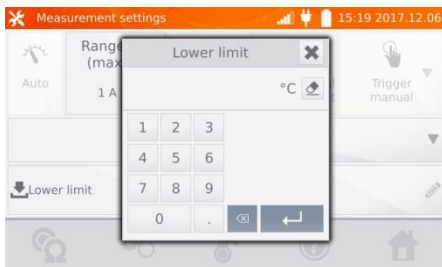 Measurement settings 15:19 2017.12.06
Auto
Range
(max
1 A
Lower limit
°C
Trigger
manual
1 2 3
4 5 6
7 8 9
0 .
Lower limit